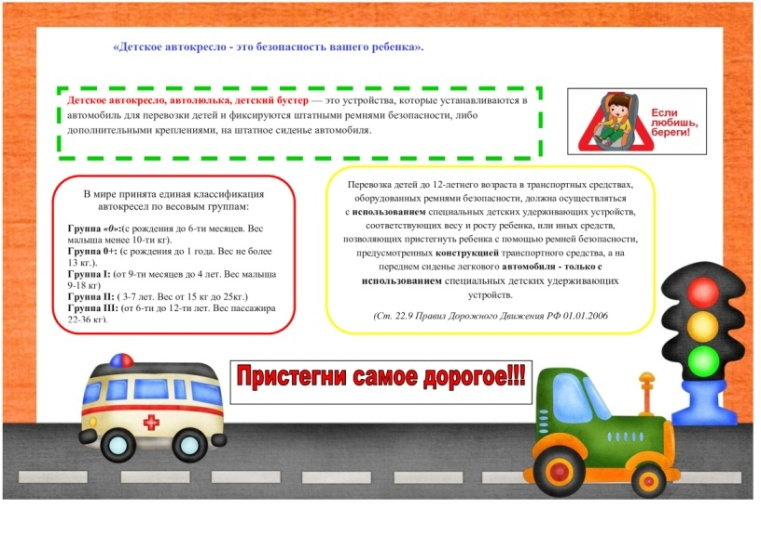 «Детское автокресло - это безопасность вашего ребенка».
Детское автокресло, автолюлька, детский бустер — это устройства, которые устанавливаются в
автомобиль для перевозки детей и фиксируются штатными ремнями безопасности, либо
дополнительными креплениями, на штатное сиденье автомобиля.
Если
любишь,
береги!
В мире принята единая классификация
автокресел по весовым группам:
Группа «0»:(с рождения до 6-ти месяцев. Вес
малыша менее 10-ти кг).
Группа 0+: (с рождения до 1 года. Вес не более
13 кг.).
Группа I: (от 9-ти месяцев до 4 лет. Вес малыша
9-18 кг)
Группа II: ( 3-7 лет. Вес от 15 кг до 25кг.)
Группа III: (от 6-ти до 12-ти лет. Вес пассажира
22-36 кг).
Перевозка детей до 12-летнего возраста в транспортных средствах,
оборудованных ремнями безопасности, должна осуществляться
с использованием специальных детских удерживающих устройств,
соответствующих весу и росту ребенка, или иных средств,
позволяющих пристегнуть ребенка с помощью ремней безопасности,
предусмотренных конструкцией транспортного средства, а на
переднем сиденье легкового автомобиля - только с
использованием специальных детских удерживающих
устройств.
(Ст. 22.9 Правил Дорожного Движения РФ 01.01.2006
Пристегни самое дорогое!!!